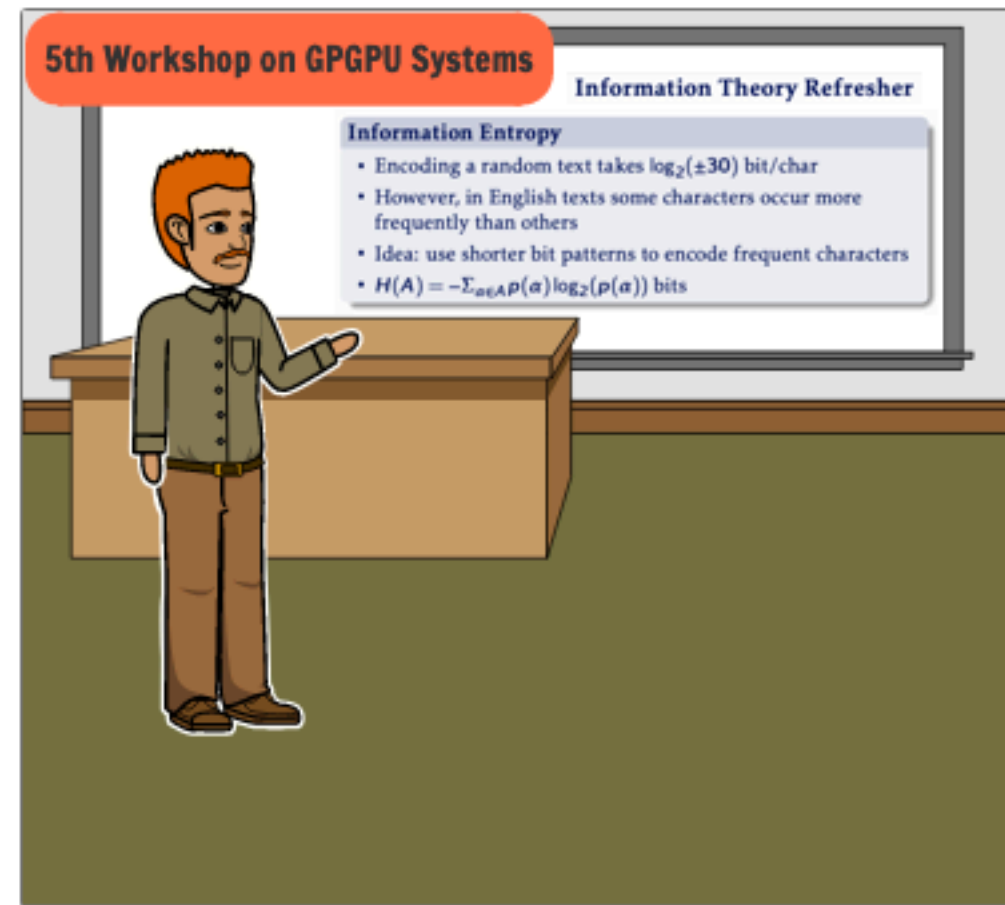 5th Workshop on GPGPU Systems
Information Theory Refresher
Information Entropy
• Encoding a random text takes log₂(±30) bit/char
• However, in English texts some characters occur more
frequently than others
• Idea: use shorter bit patterns to encode frequent characters
• H(A) = −Σ_{a∈A}p(a)log₂(p(a)) bits